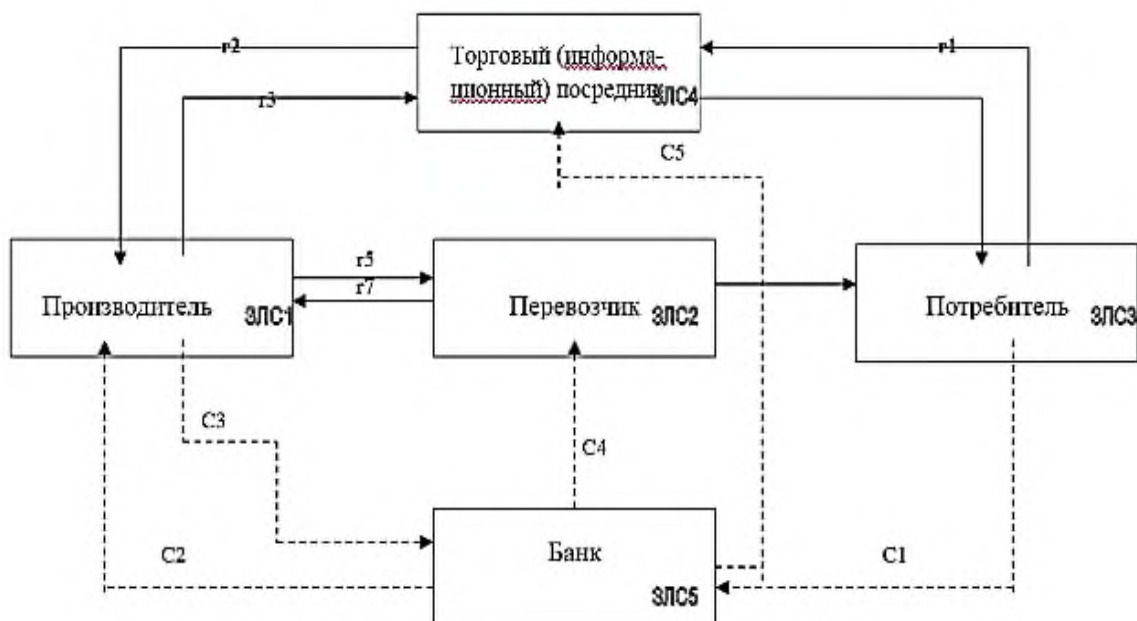 r2
r1
Торговый (информа-
ционный) посредник
ЗЛС4
r3
C5
r5
r7
Производитель
ЗЛС1
Перевозчик
ЗЛС2
Потребитель
ЗЛС3
C3
C4
C2
Банк
C1
ЗЛС5